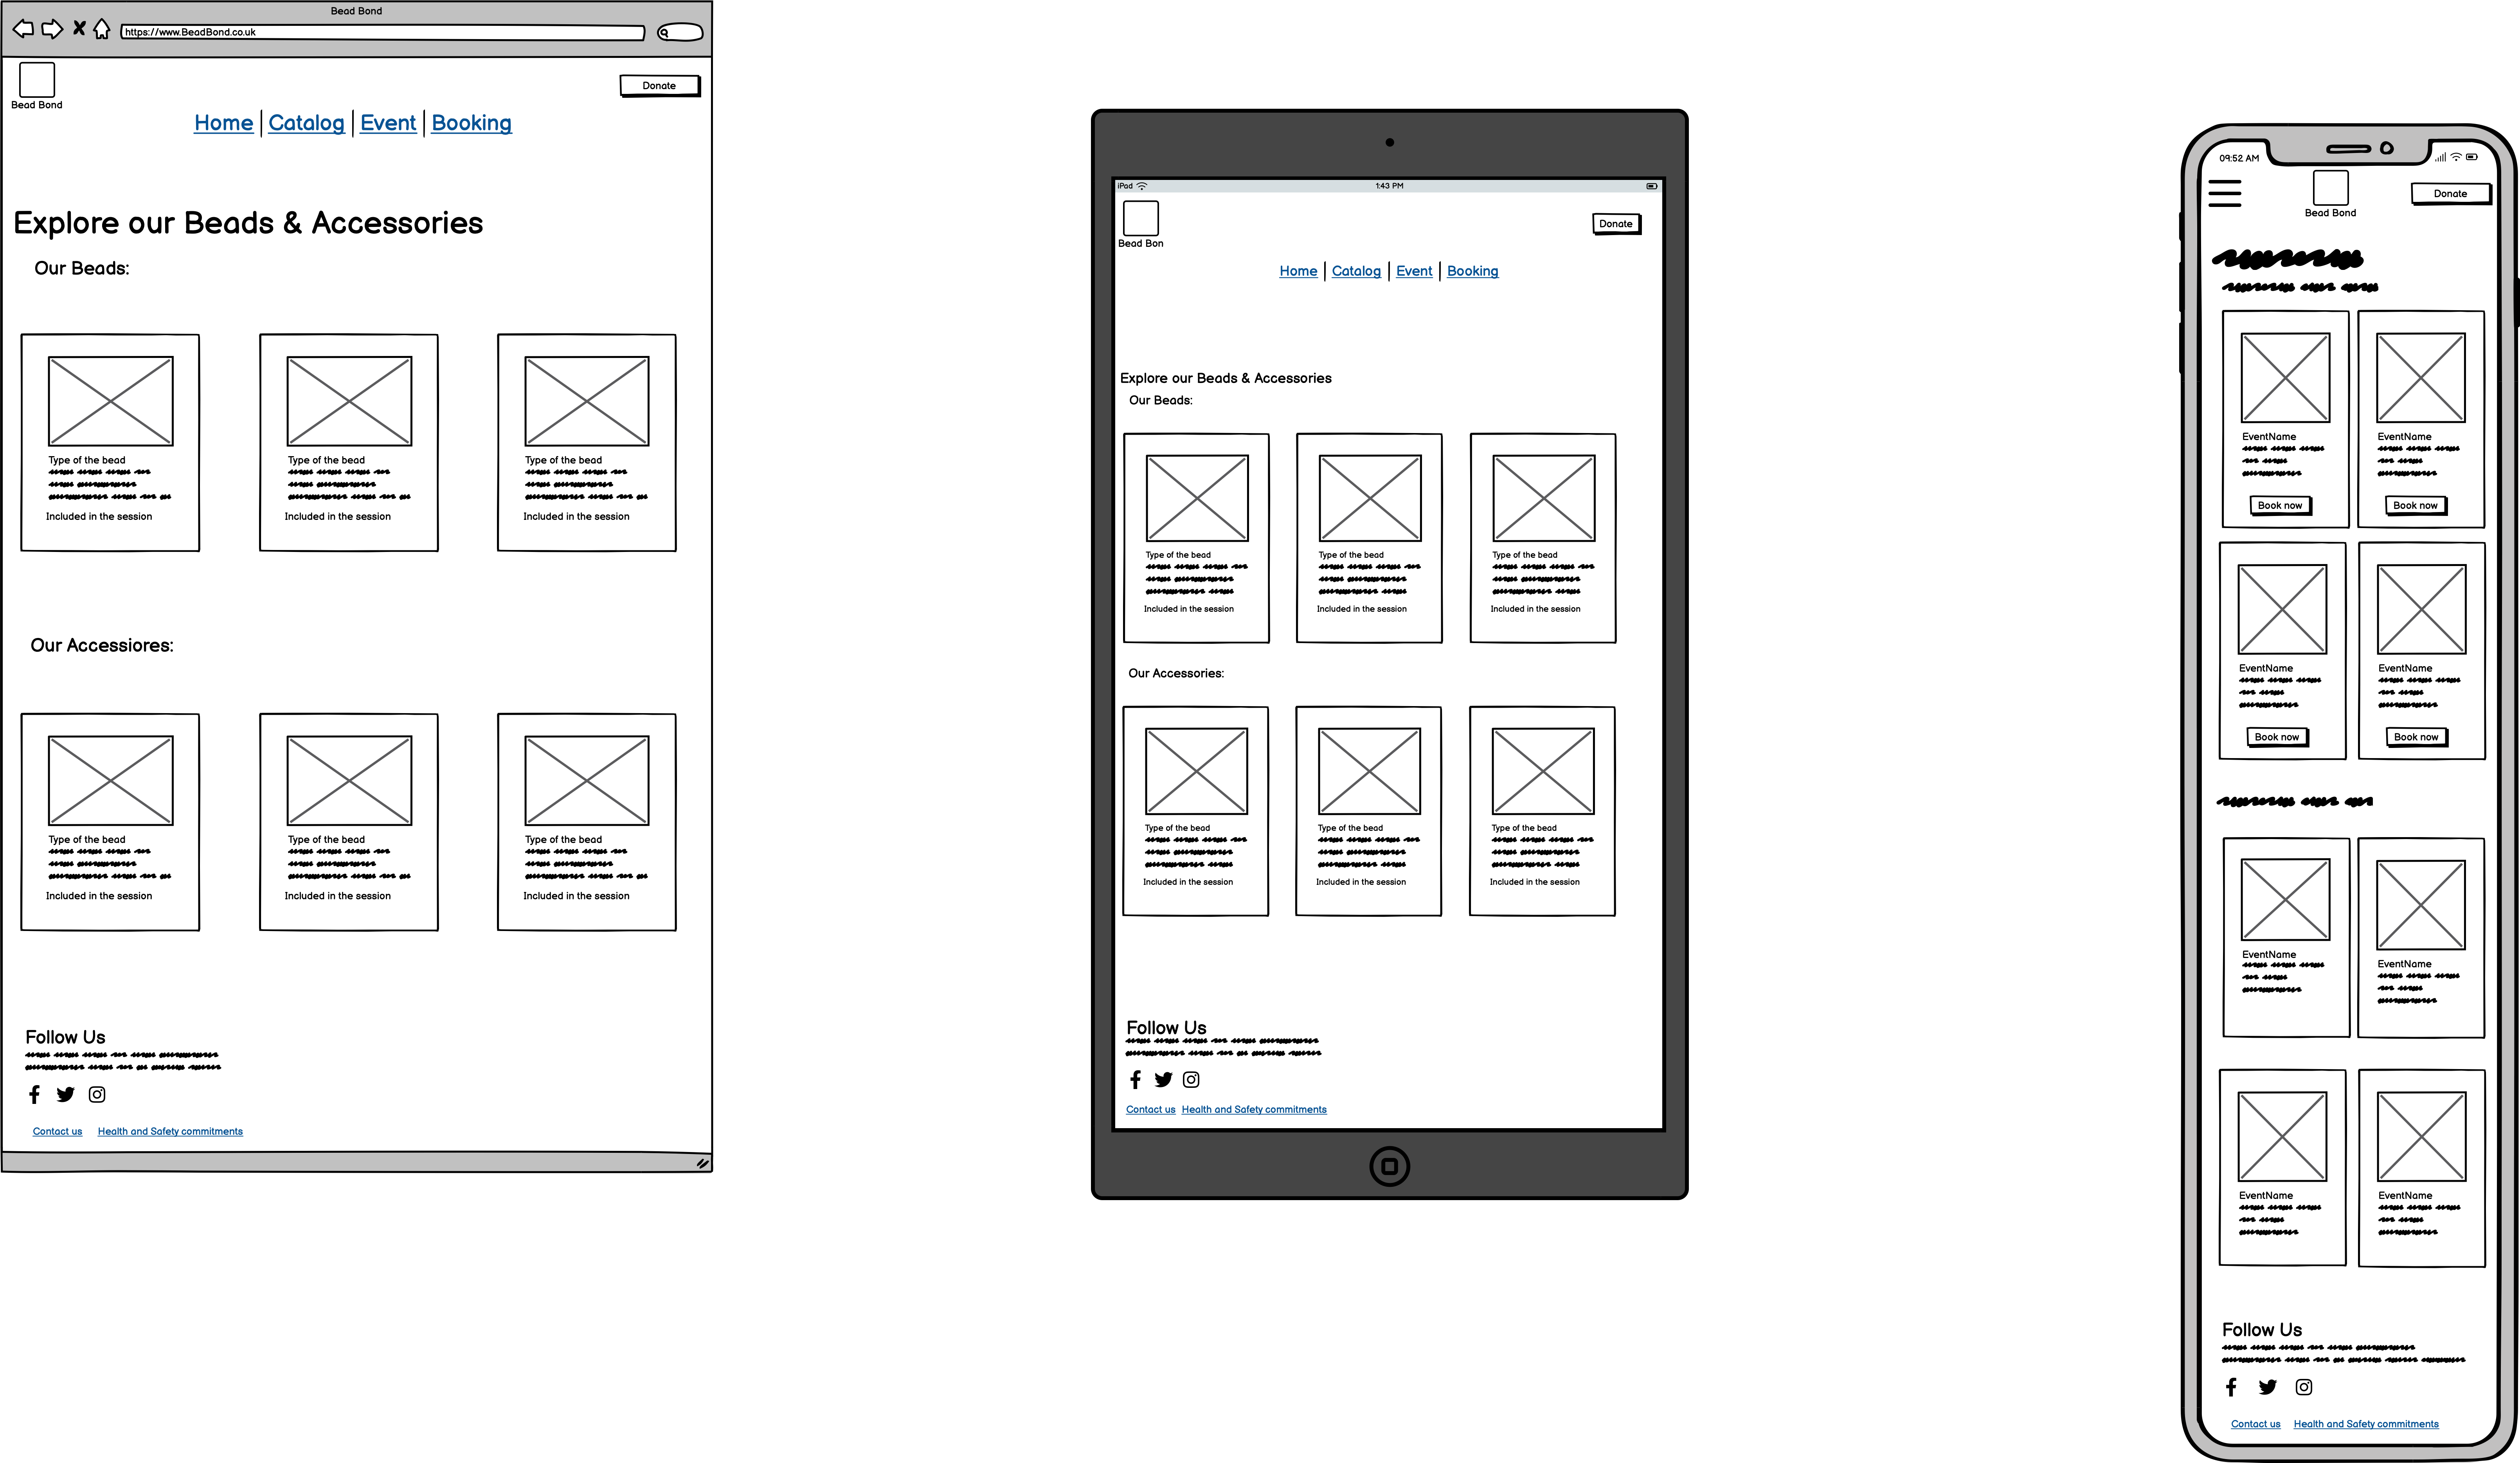 Bead Bond
https://www.BeadBond.co.uk
Bead Bond
Donate
Home Catalog Event Booking
Explore our Beads & Accessories
Our Beads:
Type of the bead Type of the bead Type of the bead
Included in the session Included in the session Included in the session
Our Accessiores:
Type of the bead Type of the bead Type of the bead
Included in the session Included in the session Included in the session
Follow Us
Contact us Health and Safety commitments
iPad 1:43 PM
Bead Bon
Donate
Home Catalog Event Booking
Explore our Beads & Accessories
Our Beads:
Type of the bead Type of the bead Type of the bead
Included in the session Included in the session Included in the session
Our Accessories:
Type of the bead Type of the bead Type of the bead
Included in the session Included in the session Included in the session
Follow Us
Contact us Health and Safety commitments
09:52 AM
Bead Bond
Donate
EventName EventName
Book now Book now
EventName EventName
Book now Book now
EventName EventName
EventName EventName
Follow Us
Contact us Health and Safety commitments